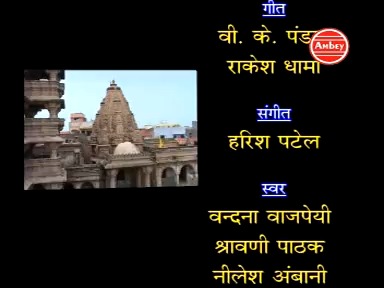 गीत
वी. के.
राकेश धामी
Ambey
संगीत
हरिश पटेल
स्वर
वन्दना वाजपेयी
श्रावणी पाठक
नीलेश अंबानी